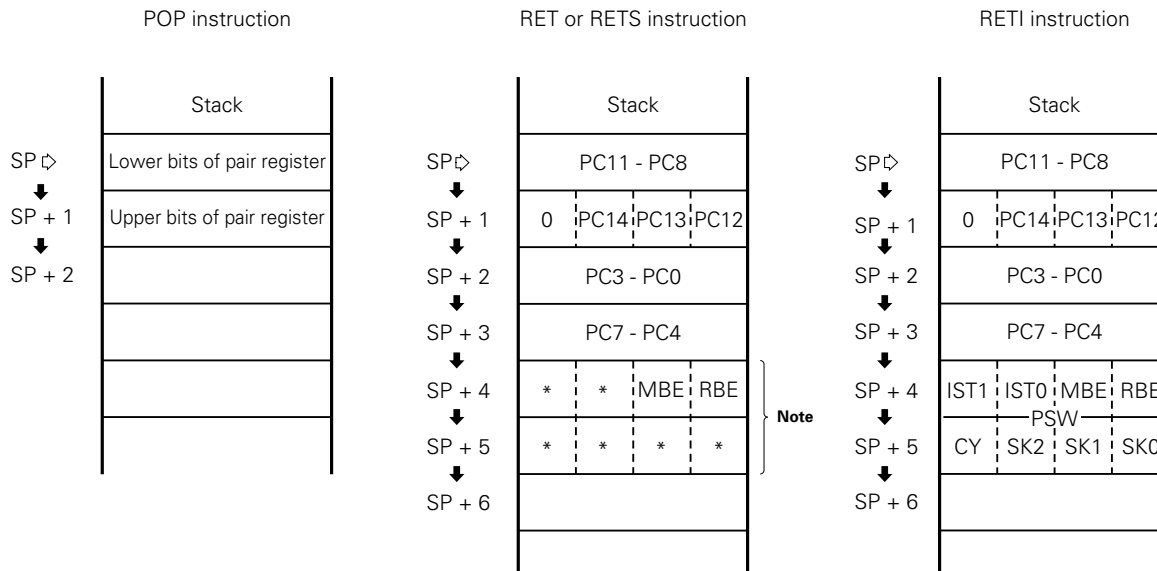 POP instruction
Stack
SP ⇨ Lower bits of pair register
SP + 1 Upper bits of pair register
SP + 2
RET or RETS instruction
Stack
SP ⇨ PC11 - PC8
SP + 1 0 PC14 PC13 PC12
SP + 2 PC3 - PC0
SP + 3 PC7 - PC4
SP + 4 * * MBE RBE
Note
SP + 5 * * * *
SP + 6
RETI instruction
Stack
SP ⇨ PC11 - PC8
SP + 1 0 PC14 PC13 PC12
SP + 2 PC3 - PC0
SP + 3 PC7 - PC4
SP + 4 IST1 IST0 MBE RBE
PSW
SP + 5 CY SK2 SK1 SK0
SP + 6